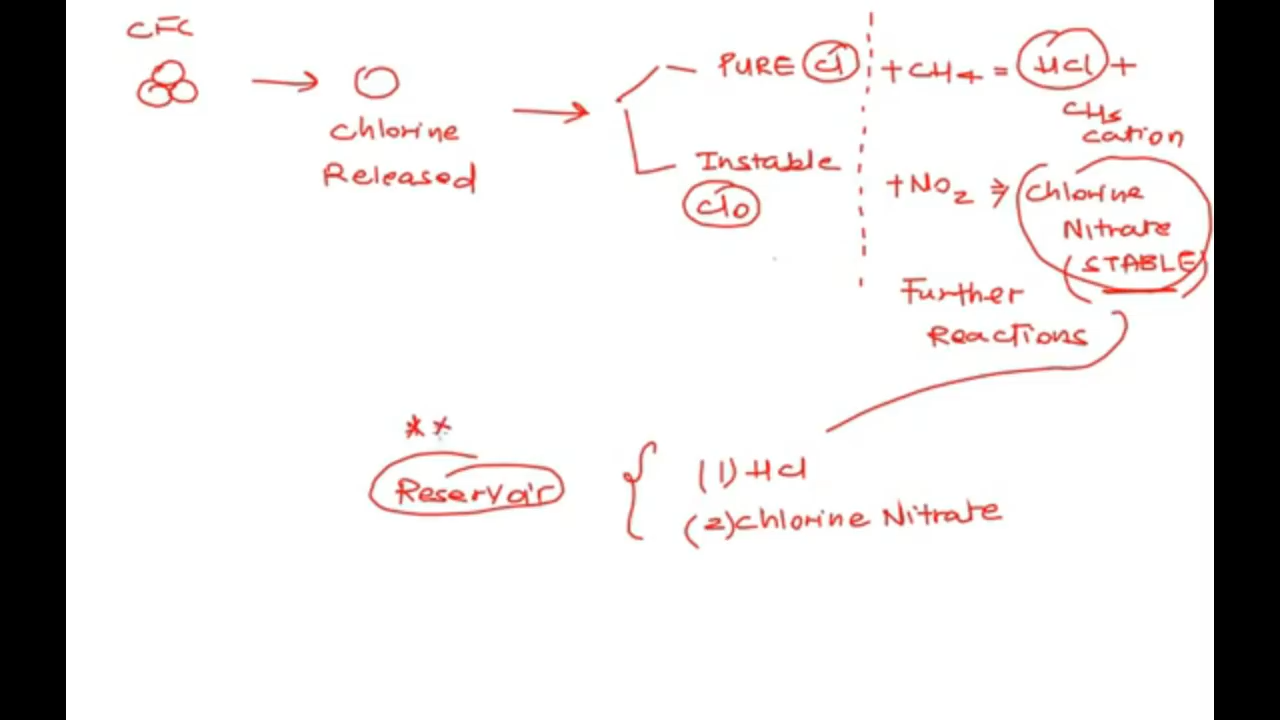 CFC
Chlorine
Released
PURE Cl
Instable
ClO
+ CH4 = HCl +
CH3
cation
+ NO2 ⇒ Chlorine
Nitrate
(STABLE)
Further
Reactions
**
Reservoir
(1) HCl
(2) Chlorine Nitrate